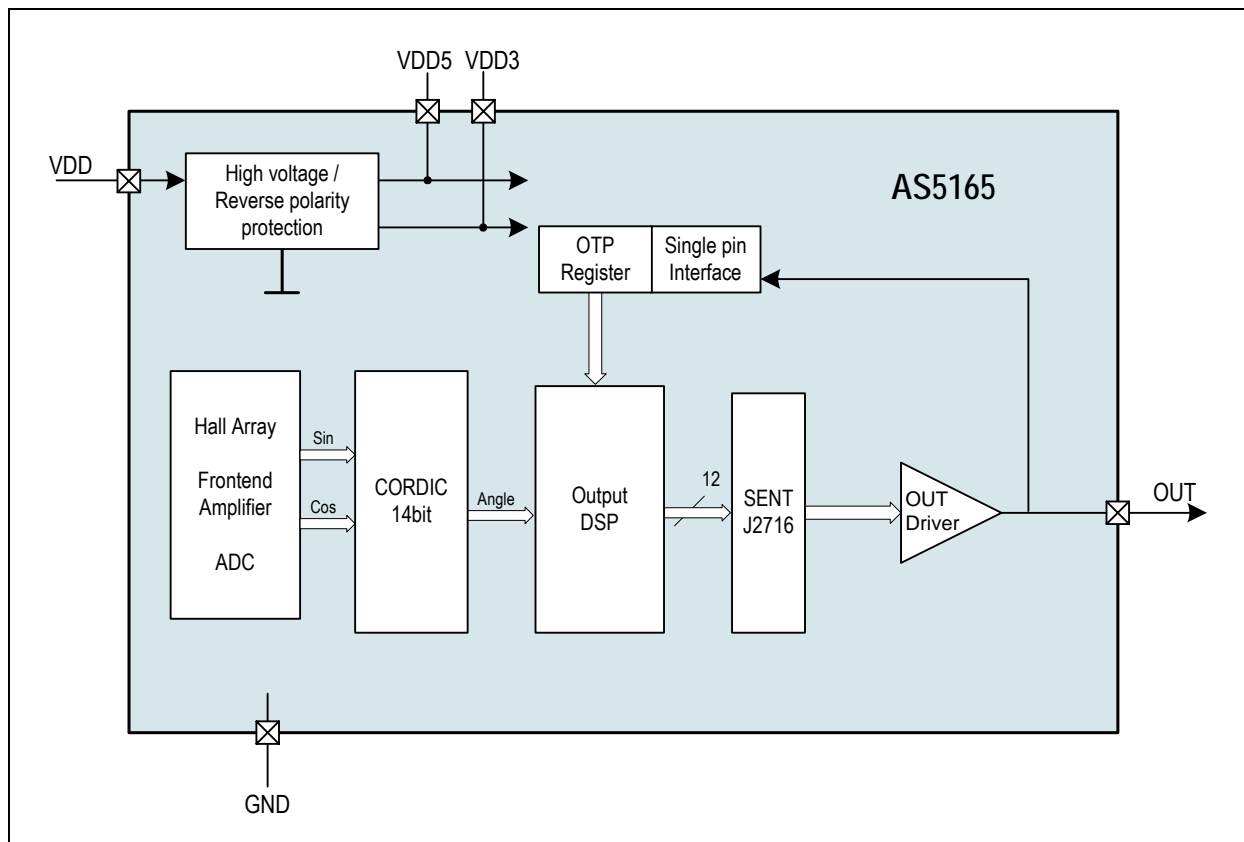 VDD5 VDD3
VDD
High voltage /
Reverse polarity
protection
AS5165
OTP
Register
Single pin
Interface
Hall Array
Frontend
Amplifier
ADC
Sin
Cos
CORDIC
14bit
Angle
Output
DSP
12
SENT
J2716
OUT
Driver
OUT
GND